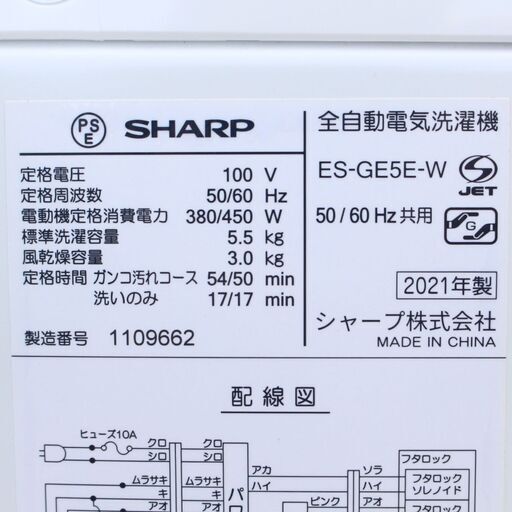 PS
E
SHARP
定格電圧 100 V
定格周波数 50/60 Hz
電動機定格消費電力 380/450 W
標準洗濯容量 5.5 kg
風乾燥容量 3.0 kg
定格時間 ガンコ汚れコース 54/50 min
洗いのみ 17/17 min
製造番号 1109662
全自動電気洗濯機
ES-GE5E-W
S
JET
50/60Hz共用
G
2021年製
シャープ株式会社
MADE IN CHINA
配線図
ヒューズ10A
クロ
シロ
ムラサキ
キ
アオ
クロ
シロ
ムラサキ
キ
アオ
パワ
アカ
ハイ
ピンク
ソラ
ハイ
アオ
フタロック
フタロック
ソレノイド
フタロック